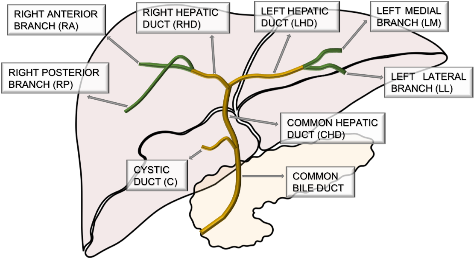 RIGHT ANTERIOR
BRANCH (RA)
RIGHT HEPATIC
DUCT (RHD)
LEFT HEPATIC
DUCT (LHD)
LEFT MEDIAL
BRANCH (LM)
RIGHT POSTERIOR
BRANCH (RP)
LEFT LATERAL
BRANCH (LL)
COMMON HEPATIC
DUCT (CHD)
CYSTIC
DUCT (C)
COMMON
BILE DUCT